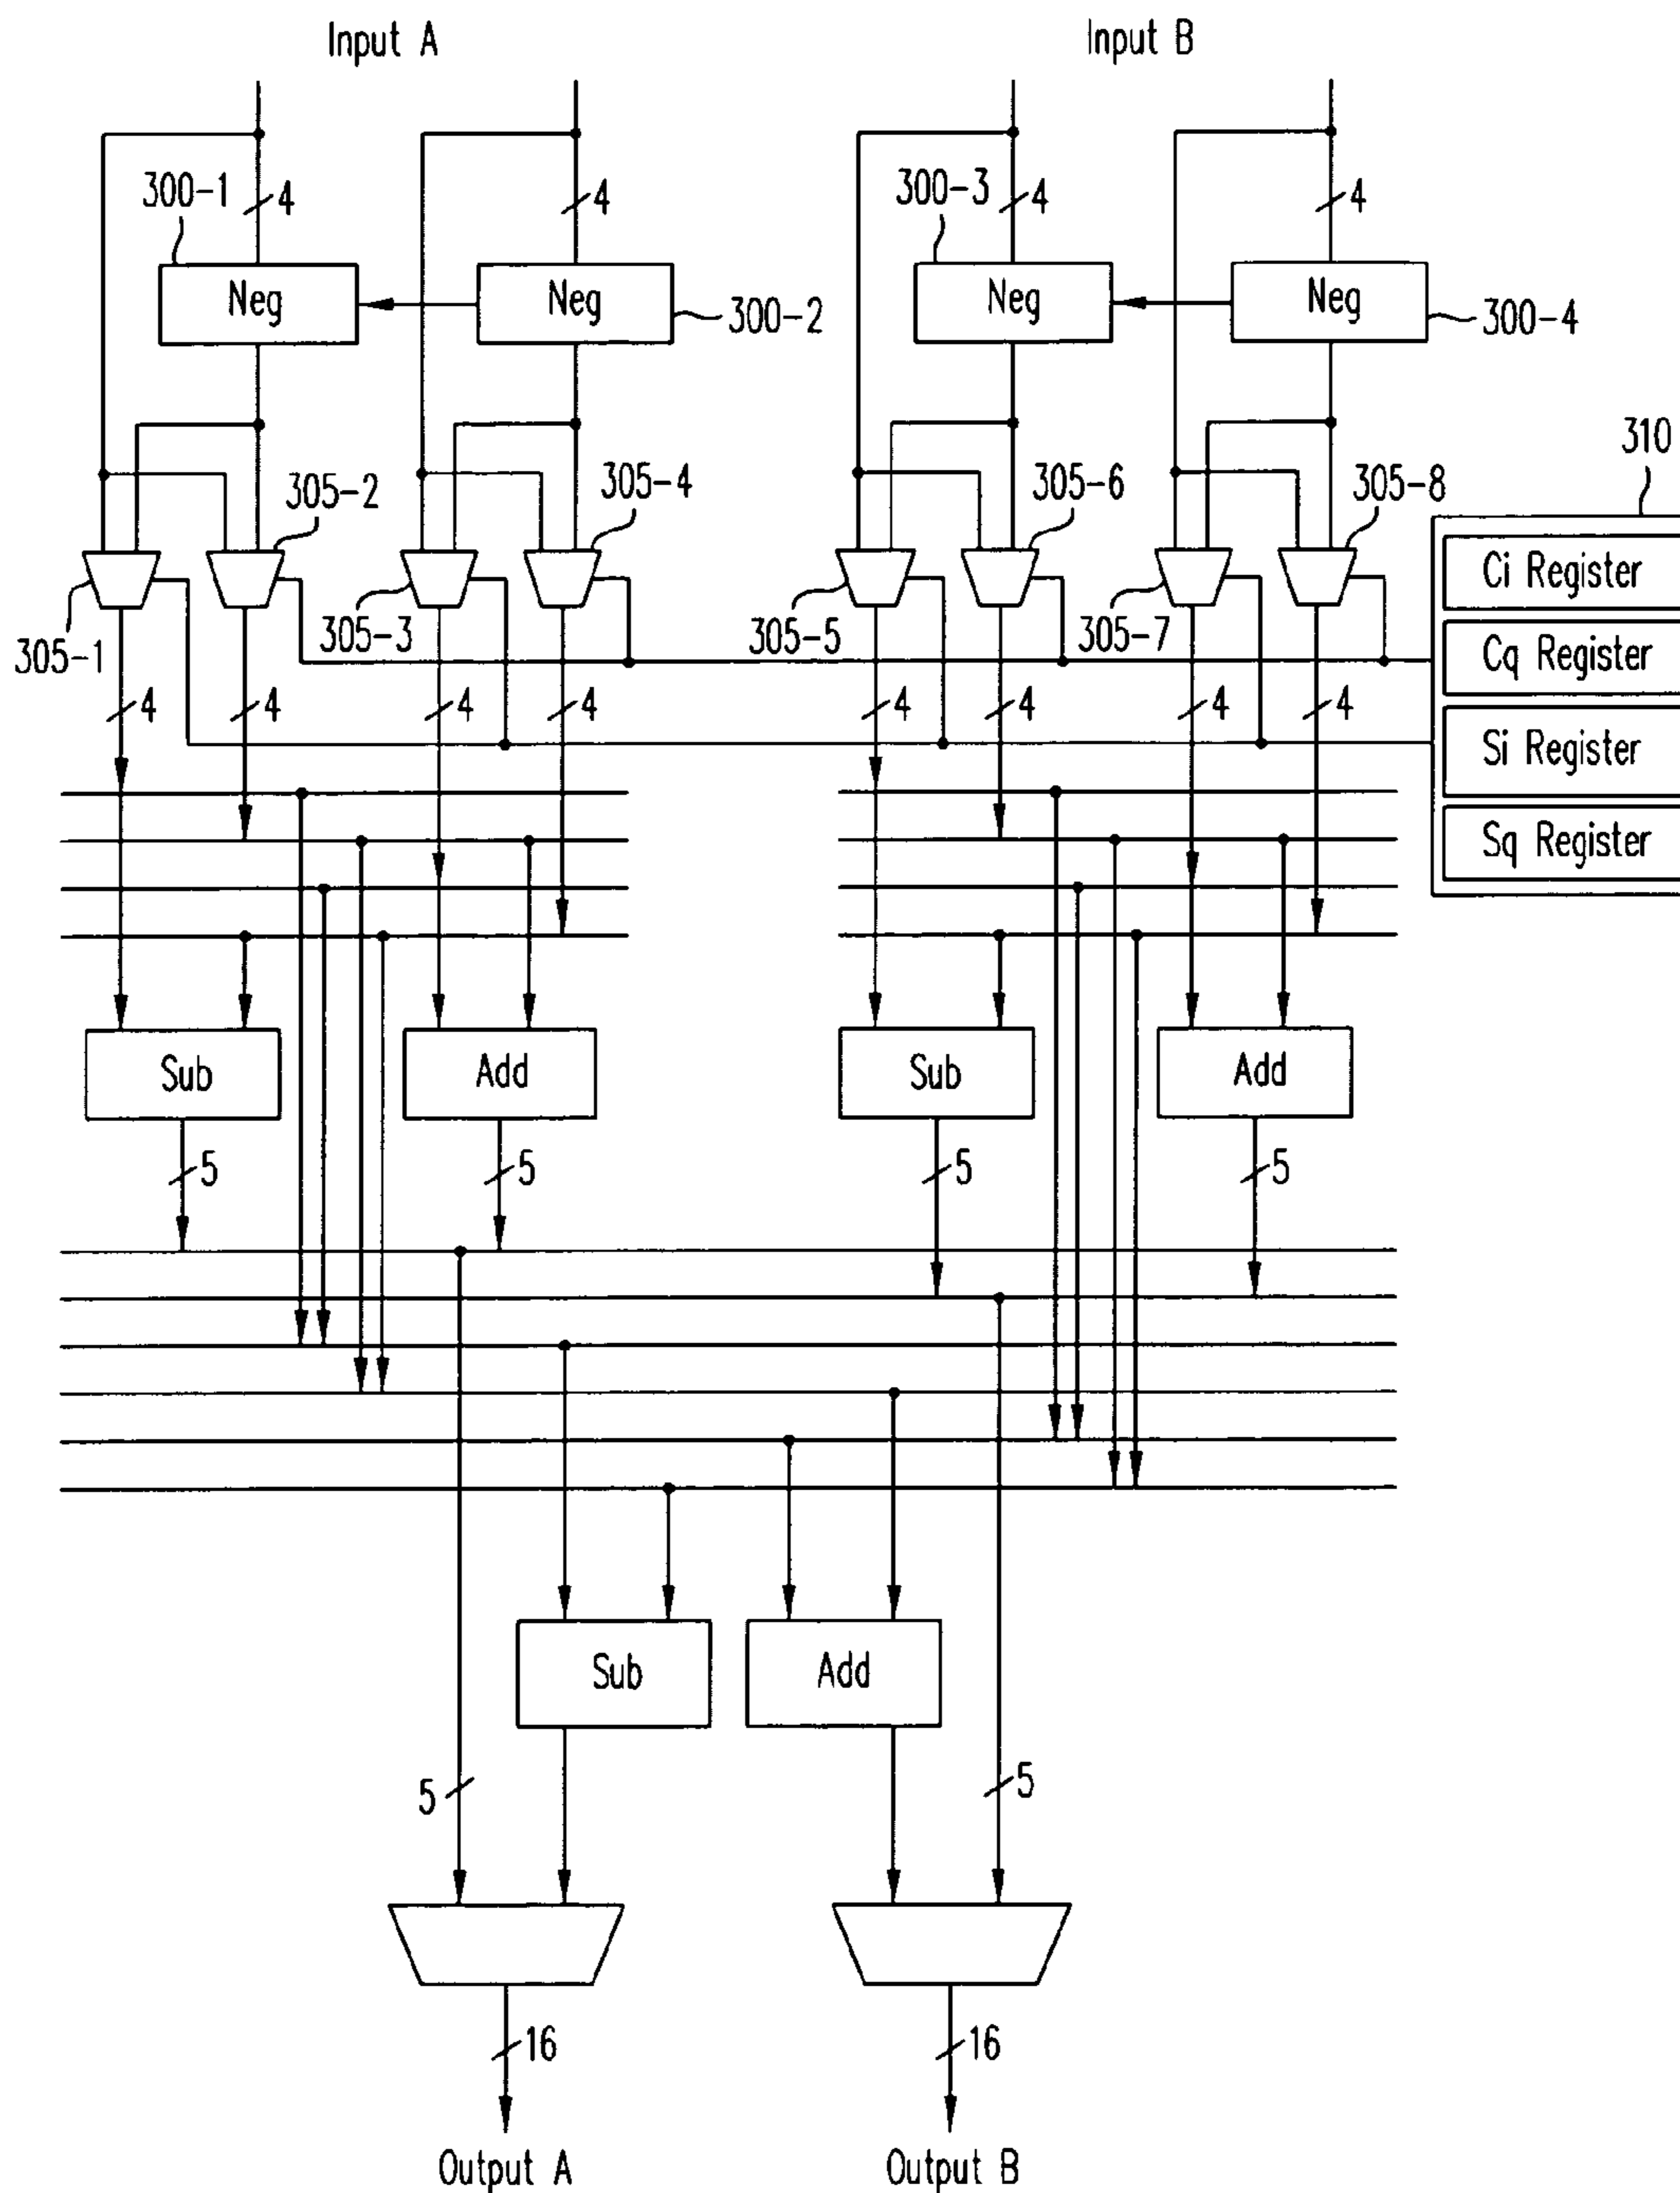 Input A
Input B
300-1
4
4
300-3
4
4
Neg
Neg
300-2
Neg
Neg
300-4
310
305-2
305-4
305-6
305-8
Ci Register
305-1
305-3
305-5
305-7
Cq Register
4
4
4
4
4
4
4
4
Si Register
Sq Register
Sub
Add
Sub
Add
5
5
5
5
Sub
Add
5
5
16
16
Output A
Output B